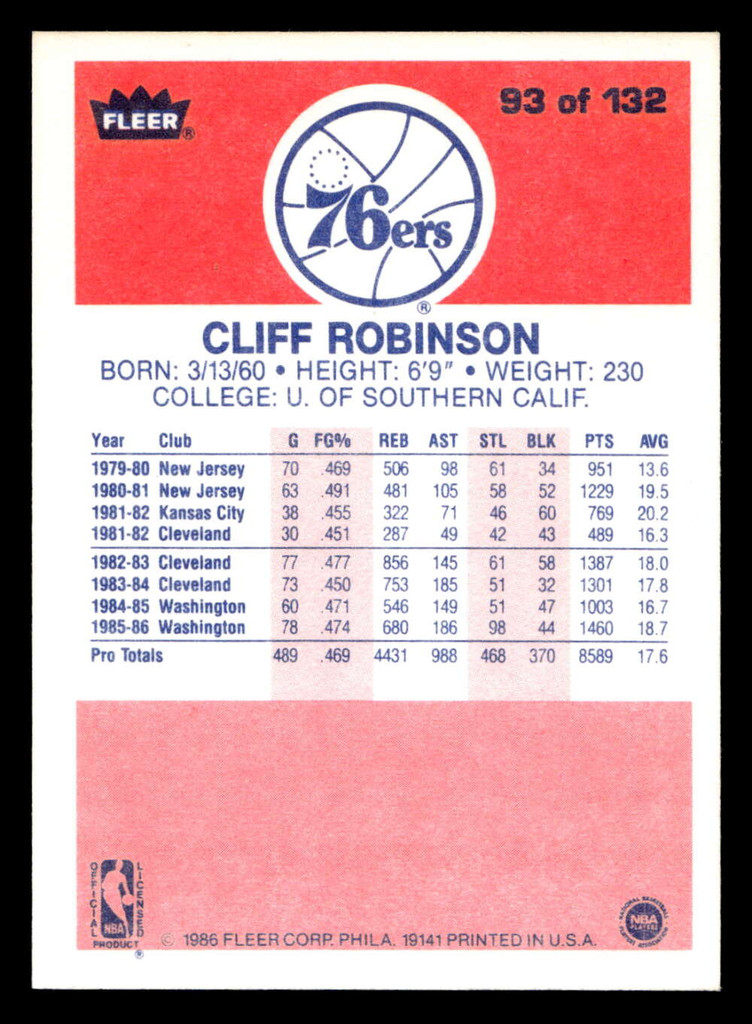 FLEER®
93 of 132
76ers
®
CLIFF ROBINSON
BORN: 3/13/60 • HEIGHT: 6'9" • WEIGHT: 230
COLLEGE: U. OF SOUTHERN CALIF.
Year Club G FG% REB AST STL BLK PTS AVG
1979-80 New Jersey 70 .469 506 98 61 34 951 13.6
1980-81 New Jersey 63 .491 481 105 58 52 1229 19.5
1981-82 Kansas City 38 .455 322 71 46 60 769 20.2
1981-82 Cleveland 30 .451 287 49 42 43 489 16.3
1982-83 Cleveland 77 .477 856 145 61 58 1387 18.0
1983-84 Cleveland 73 .450 753 185 51 32 1301 17.8
1984-85 Washington 60 .471 546 149 51 47 1003 16.7
1985-86 Washington 78 .474 680 186 98 44 1460 18.7
Pro Totals 489 .469 4431 988 468 370 8589 17.6
OFFICIAL
LICENSED
NBA
PRODUCT
®
© 1986 FLEER CORP. PHILA. 19141 PRINTED IN U.S.A.
NATIONAL BASKETBALL
NBA
PLAYERS
PLAYERS ASSOCIATION